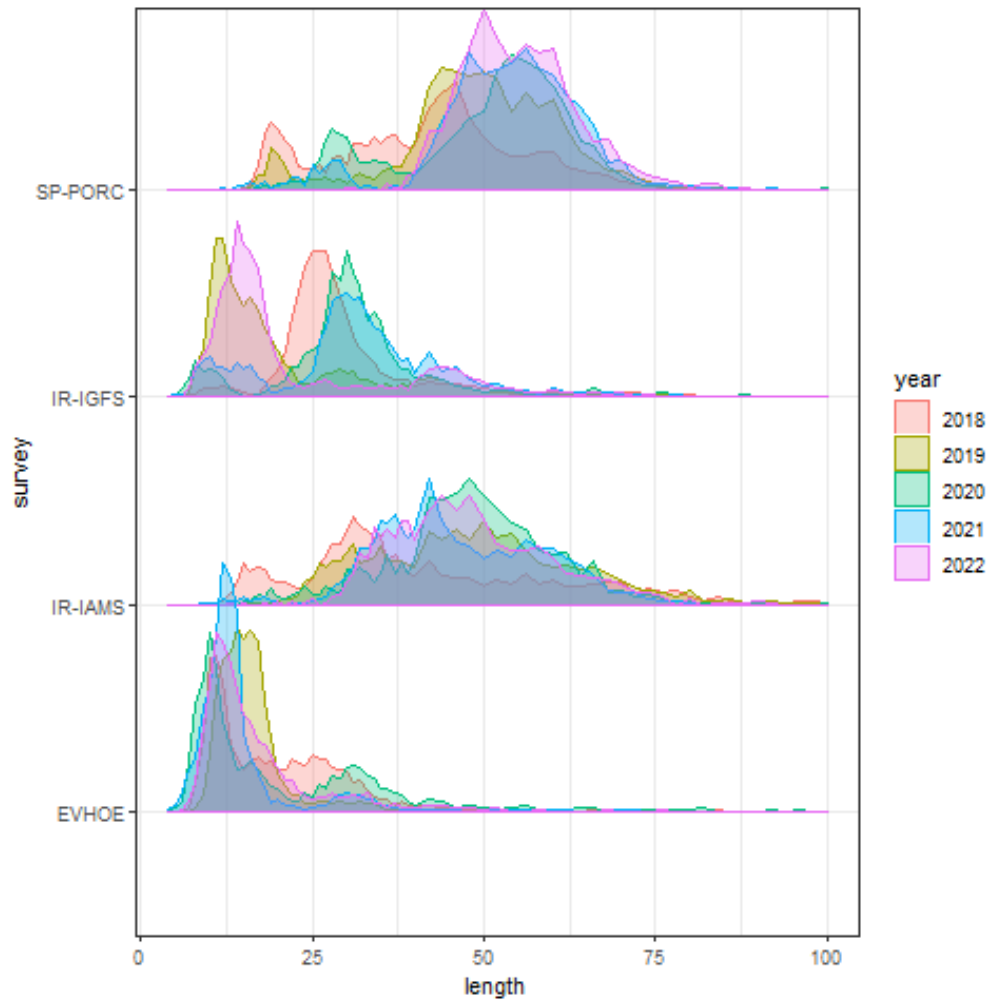 survey
SP-PORC
IR-IGFS
IR-IAMS
EVHOE
0 25 50 75 100
length
year
2018
2019
2020
2021
2022